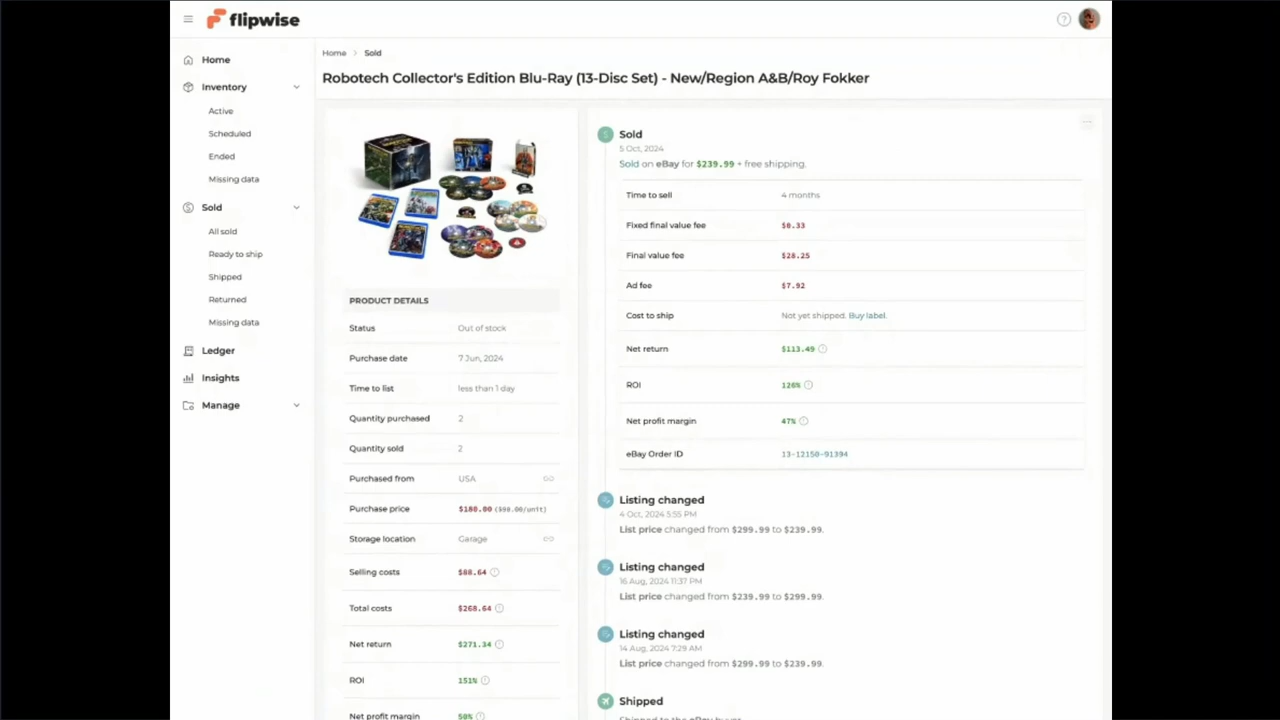 flipwise
Home
Inventory
Active
Scheduled
Ended
Missing data
Sold
All sold
Ready to ship
Shipped
Returned
Missing data
Ledger
Insights
Manage
Home > Sold
Robotech Collector's Edition Blu-Ray (13-Disc Set) - New/Region A&B/Roy Fokker
PRODUCT DETAILS
Status Out of stock
Purchase date 7 Jun, 2024
Time to list less than 1 day
Quantity purchased 2
Quantity sold 2
Purchased from USA
Purchase price $180.00 ($90.00/unit)
Storage location Garage
Selling costs $88.64
Total costs $268.64
Net return $271.34
ROI 151%
Net profit margin 50%
Sold
5 Oct, 2024
Sold on eBay for $239.99 + free shipping.
Time to sell 4 months
Fixed final value fee $0.33
Final value fee $28.25
Ad fee $7.92
Cost to ship Not yet shipped. Buy label.
Net return $113.49
ROI 126%
Net profit margin 47%
eBay Order ID 13-12150-91394
Listing changed
4 Oct, 2024 5:55 PM
List price changed from $299.99 to $239.99.
Listing changed
16 Aug, 2024 11:37 PM
List price changed from $239.99 to $299.99.
Listing changed
14 Aug, 2024 7:29 AM
List price changed from $299.99 to $239.99.
Shipped
Shipped to the eBay buyer